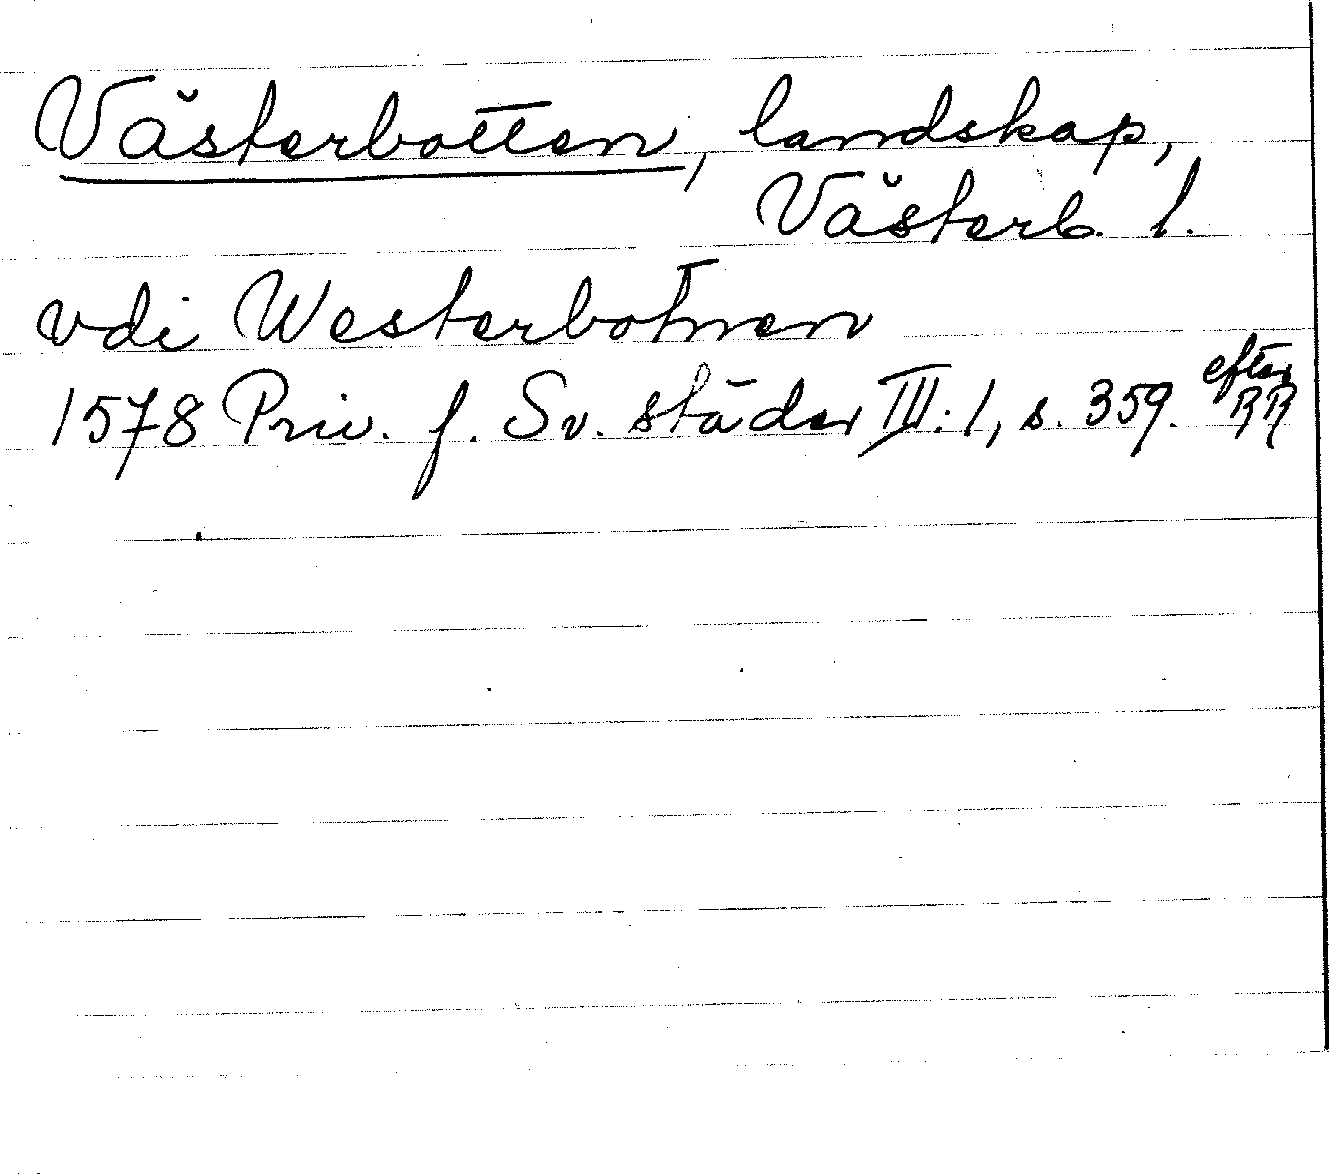 Västerbotten, landskap,
Västerb. l.
vdi Westerbotnen
1578 Priv. f. Sv. städer III:1, s. 359. efter RR